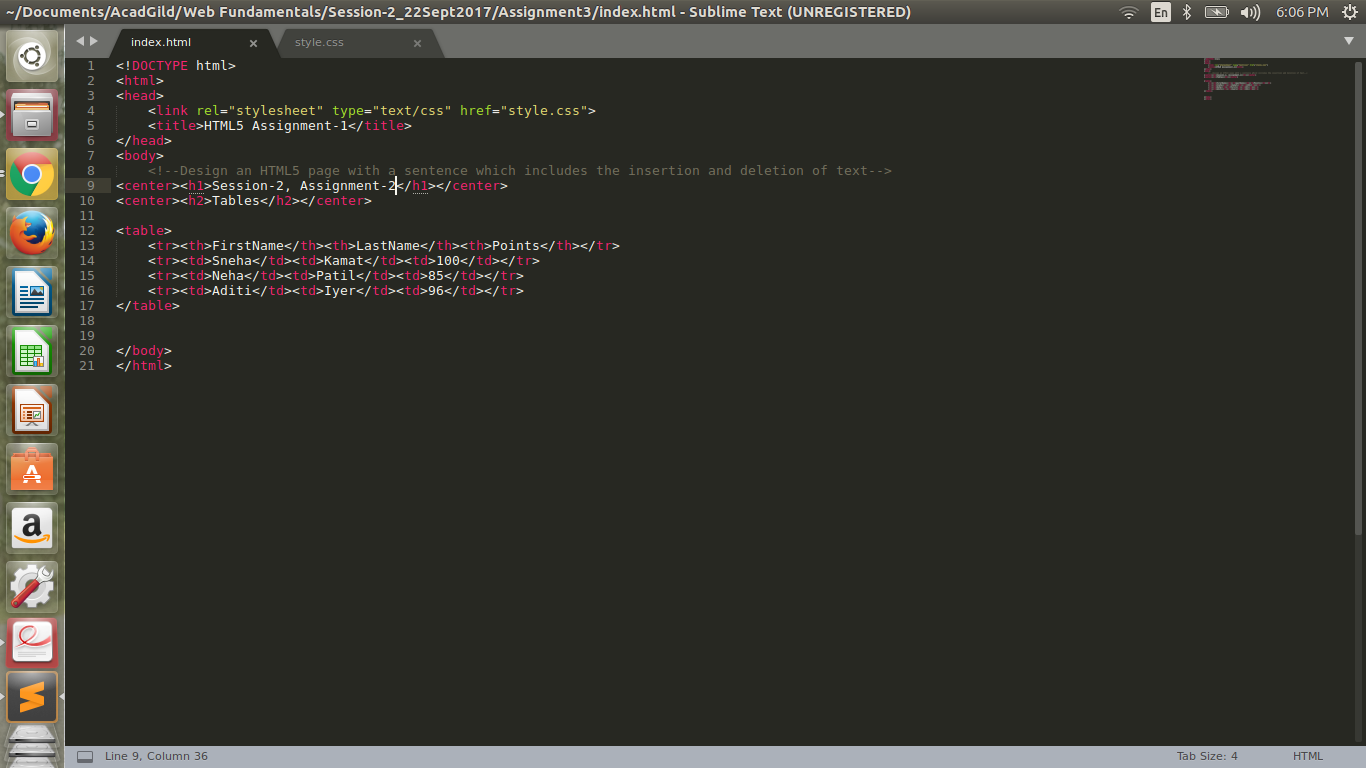 ~/Documents/AcadGild/Web Fundamentals/Session-2_22Sept2017/Assignment3/index.html - Sublime Text (UNREGISTERED)
En
6:06 PM
index.html ×
style.css ×
1 <!DOCTYPE html>
2 <html>
3 <head>
4     <link rel="stylesheet" type="text/css" href="style.css">
5     <title>HTML5 Assignment-1</title>
6 </head>
7 <body>
8     <!--Design an HTML5 page with a sentence which includes the insertion and deletion of text-->
9 <center><h1>Session-2, Assignment-2</h1></center>
10 <center><h2>Tables</h2></center>
11
12 <table>
13     <tr><th>FirstName</th><th>LastName</th><th>Points</th></tr>
14     <tr><td>Sneha</td><td>Kamat</td><td>100</td></tr>
15     <tr><td>Neha</td><td>Patil</td><td>85</td></tr>
16     <tr><td>Aditi</td><td>Iyer</td><td>96</td></tr>
17 </table>
18
19
20 </body>
21 </html>
Line 9, Column 36
Tab Size: 4
HTML